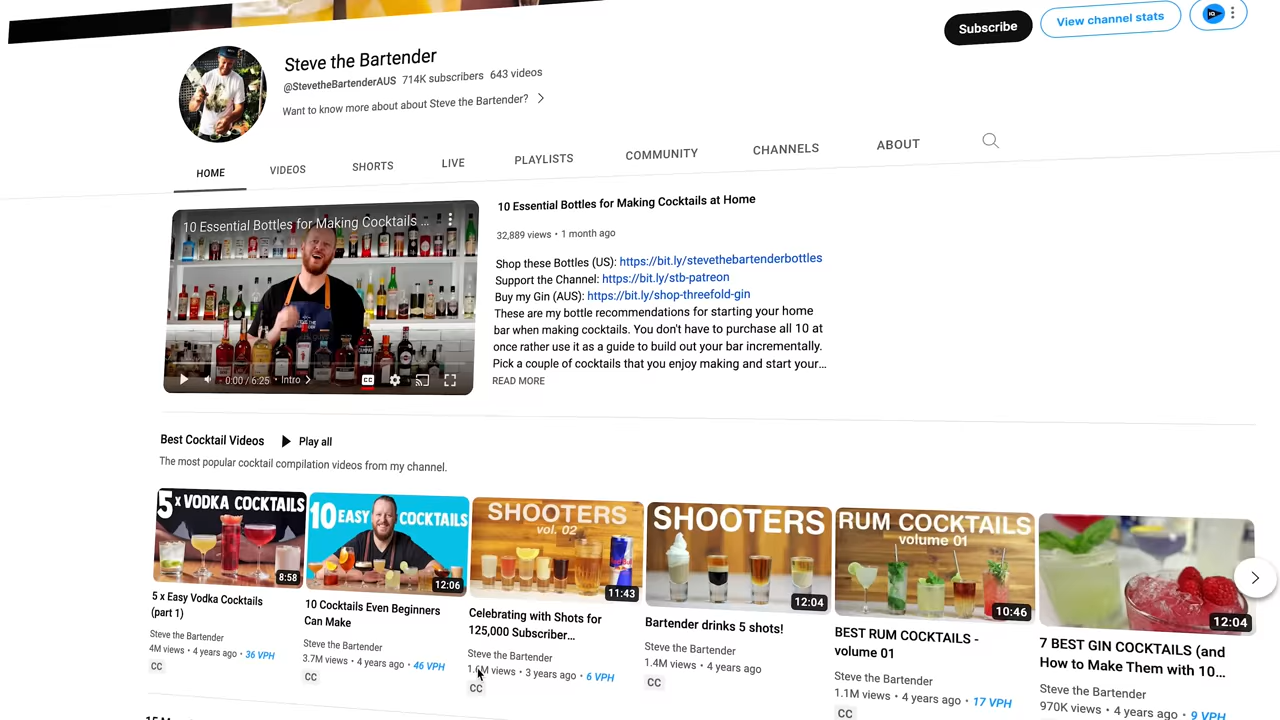 Subscribe
View channel stats
Steve the Bartender
@StevetheBartenderAUS 714K subscribers 643 videos
Want to know more about about Steve the Bartender?
HOME VIDEOS SHORTS LIVE PLAYLISTS COMMUNITY CHANNELS ABOUT
10 Essential Bottles for Making Cocktails ...
0:00 / 6:25 • Intro
CC
10 Essential Bottles for Making Cocktails at Home
32,889 views • 1 month ago
Shop these Bottles (US): https://bit.ly/stevethebartenderbottles
Support the Channel: https://bit.ly/stb-patreon
Buy my Gin (AUS): https://bit.ly/shop-threefold-gin
These are my bottle recommendations for starting your home
bar when making cocktails. You don't have to purchase all 10 at
once rather use it as a guide to build out your bar incrementally.
Pick a couple of cocktails that you enjoy making and start your...
READ MORE
Best Cocktail Videos Play all
The most popular cocktail compilation videos from my channel.
5 x VODKA COCKTAILS
8:58
5 x Easy Vodka Cocktails
(part 1)
Steve the Bartender
4M views • 4 years ago • 36 VPH
CC
10 EASY COCKTAILS
12:06
10 Cocktails Even Beginners
Can Make
Steve the Bartender
3.7M views • 4 years ago • 46 VPH
CC
SHOOTERS
vol. 02
Red Bull
11:43
Celebrating with Shots for
125,000 Subscriber...
Steve the Bartender
views • 3 years ago • 6 VPH
CC
SHOOTERS
12:04
Bartender drinks 5 shots!
Steve the Bartender
1.4M views • 4 years ago
CC
RUM COCKTAILS
volume 01
10:46
BEST RUM COCKTAILS -
volume 01
Steve the Bartender
1.1M views • 4 years ago • 17 VPH
CC
12:04
7 BEST GIN COCKTAILS (and
How to Make Them with 10...
Steve the Bartender
970K views • 4 years ago • 9 VPH